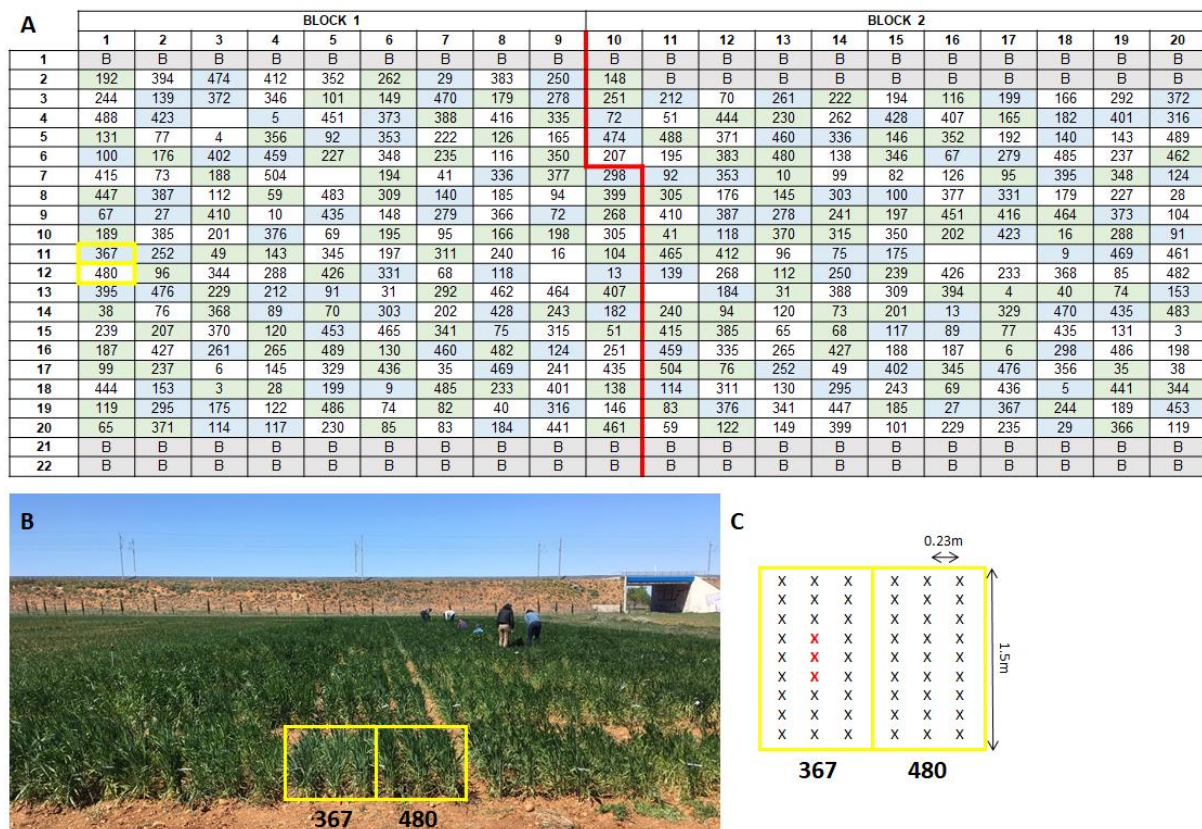 A
BLOCK 1 BLOCK 2
1 2 3 4 5 6 7 8 9 10 11 12 13 14 15 16 17 18 19 20
1 B B B B B B B B B B B B B B B B B B B B
2 192 394 474 412 352 262 29 383 250 148 B B B B B B B B B B
3 244 139 372 346 101 149 470 179 278 251 212 70 261 222 194 116 199 166 292 372
4 488 423 5 451 373 388 416 335 72 51 444 230 262 428 407 165 182 401 316
5 131 77 4 356 92 353 222 126 165 474 488 371 460 336 146 352 192 140 143 489
6 100 176 402 459 227 348 235 116 350 207 195 383 480 138 346 67 279 485 237 462
7 415 73 188 504 194 41 336 377 298 92 353 10 99 82 126 95 395 348 124
8 447 387 112 59 483 309 140 185 94 399 305 176 145 303 100 377 331 179 227 28
9 67 27 410 10 435 148 279 366 72 268 410 387 278 241 197 451 416 464 373 104
10 189 385 201 376 69 195 95 166 198 305 41 118 370 315 350 202 423 16 288 91
11 367 252 49 143 345 197 311 240 16 104 465 412 96 75 175 9 469 461
12 480 96 344 288 426 331 68 118 13 139 268 112 250 239 426 233 368 85 482
13 395 476 229 212 91 31 292 462 464 407 184 31 388 309 394 4 40 74 153
14 38 76 368 89 70 303 202 428 243 182 240 94 120 73 201 13 329 470 435 483
15 239 207 370 120 453 465 341 75 315 51 415 385 65 68 117 89 77 435 131 3
16 187 427 261 265 489 130 460 482 124 251 459 335 265 427 188 187 6 298 486 198
17 99 237 6 145 329 436 35 469 241 435 504 76 252 49 402 345 476 356 35 38
18 444 153 3 28 199 9 485 233 401 138 114 311 130 295 243 69 436 5 441 344
19 119 295 175 122 486 74 82 40 316 146 83 376 341 447 185 27 367 244 189 453
20 65 371 114 117 230 85 83 184 441 461 59 122 149 399 101 229 235 29 366 119
21 B B B B B B B B B B B B B B B B B B B B
22 B B B B B B B B B B B B B B B B B B B B
B
367 480
C
0.23m
X X X X X X
X X X X X X
X X X X X X
X X X X X X
X X X X X X
X X X X X X
X X X X X X
X X X X X X
X X X X X X
1.5m
367 480